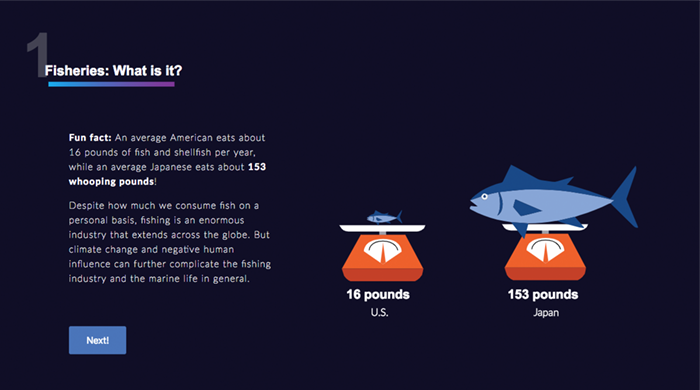 1
Fisheries: What is it?
Fun fact: An average American eats about
16 pounds of fish and shellfish per year,
while an average Japanese eats about 153
whooping pounds!
Despite how much we consume fish on a
personal basis, fishing is an enormous
industry that extends across the globe. But
climate change and negative human
influence can further complicate the fishing
industry and the marine life in general.
Next!
16 pounds
U.S.
153 pounds
Japan